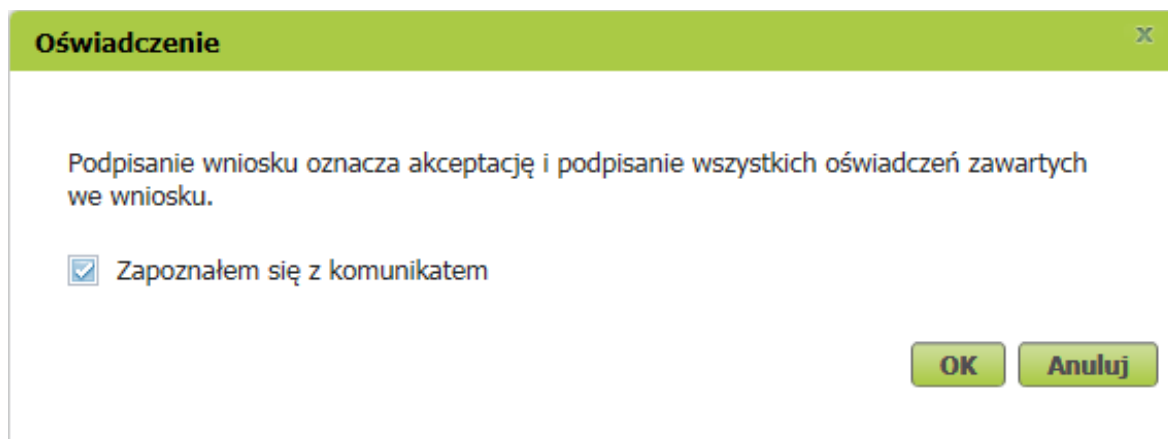 Oświadczenie
x
Podpisanie wniosku oznacza akceptację i podpisanie wszystkich oświadczeń zawartych
we wniosku.
Zapoznałem się z komunikatem
OK Anuluj